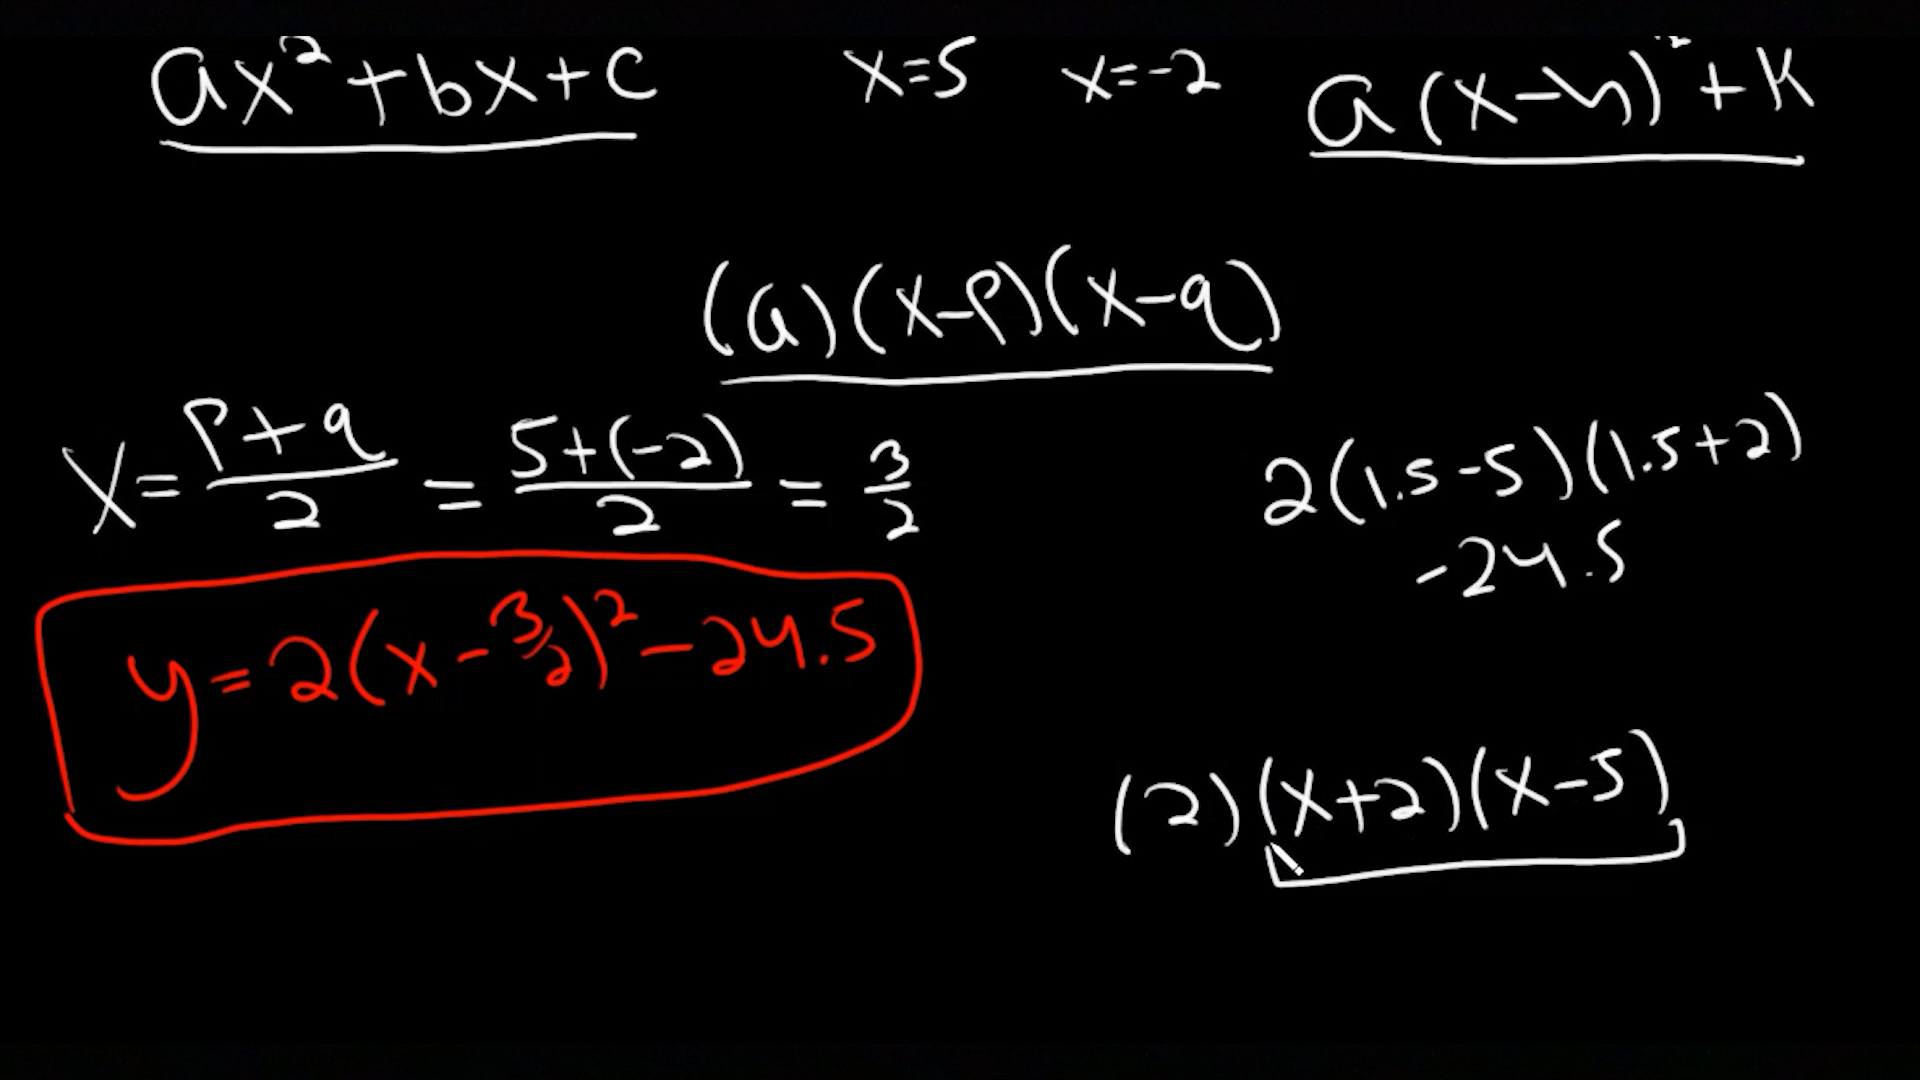 ax² + bx + c    x=5    x=-2    a(x-h)² + k
(a)(x-p)(x-q)
x = p+q/2 = 5+(-2)/2 = 3/2
2(1.5-5)(1.5+2)
-24.5
y = 2(x - 3/2)² - 24.5
(2)(x+2)(x-5)